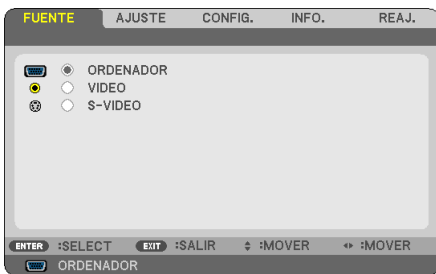 FUENTE AJUSTE CONFIG. INFO. REAJ.
ORDENADOR
VIDEO
S-VIDEO
ENTER :SELECT EXIT :SALIR :MOVER :MOVER
ORDENADOR